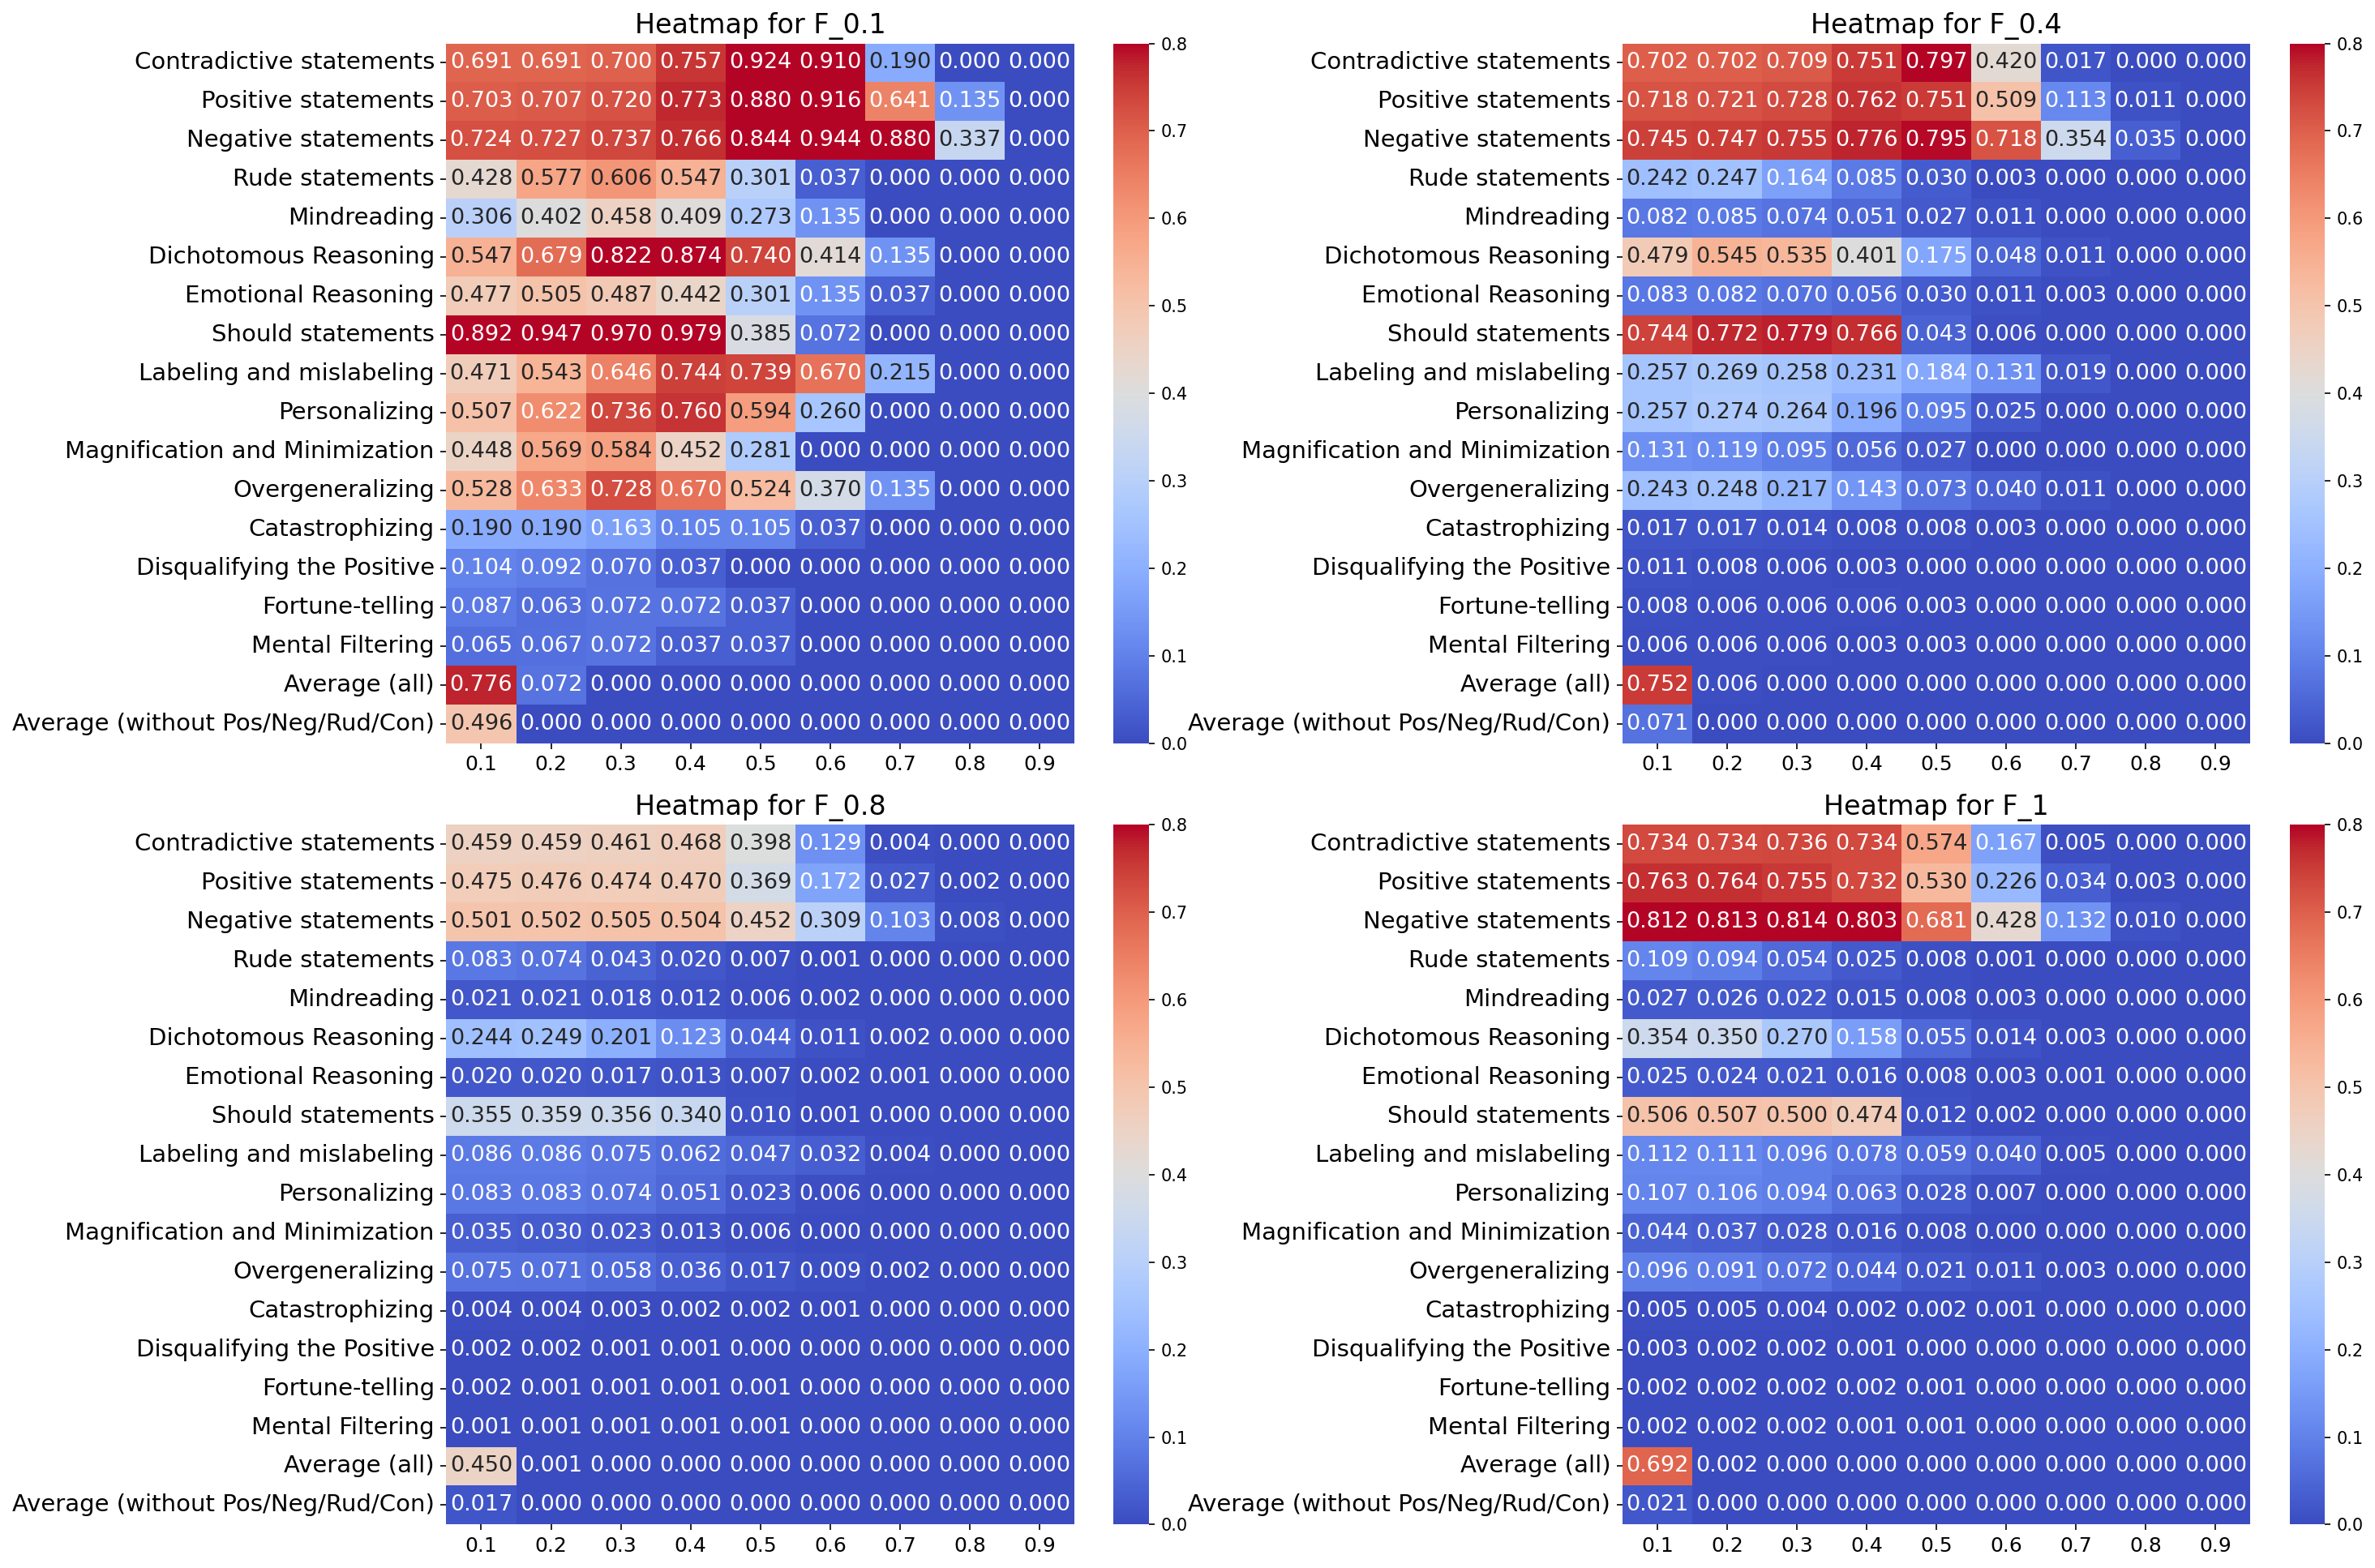 Heatmap for F_0.1
Contradictive statements 0.691 0.691 0.700 0.757 0.924 0.910 0.190 0.000 0.000
Positive statements 0.703 0.707 0.720 0.773 0.880 0.916 0.641 0.135 0.000
Negative statements 0.724 0.727 0.737 0.766 0.844 0.944 0.880 0.337 0.000
Rude statements 0.428 0.577 0.606 0.547 0.301 0.037 0.000 0.000 0.000
Mindreading 0.306 0.402 0.458 0.409 0.273 0.135 0.000 0.000 0.000
Dichotomous Reasoning 0.547 0.679 0.822 0.874 0.740 0.414 0.135 0.000 0.000
Emotional Reasoning 0.477 0.505 0.487 0.442 0.301 0.135 0.037 0.000 0.000
Should statements 0.892 0.947 0.970 0.979 0.385 0.072 0.000 0.000 0.000
Labeling and mislabeling 0.471 0.543 0.646 0.744 0.739 0.670 0.215 0.000 0.000
Personalizing 0.507 0.622 0.736 0.760 0.594 0.260 0.000 0.000 0.000
Magnification and Minimization 0.448 0.569 0.584 0.452 0.281 0.000 0.000 0.000 0.000
Overgeneralizing 0.528 0.633 0.728 0.670 0.524 0.370 0.135 0.000 0.000
Catastrophizing 0.190 0.190 0.163 0.105 0.105 0.037 0.000 0.000 0.000
Disqualifying the Positive 0.104 0.092 0.070 0.037 0.000 0.000 0.000 0.000 0.000
Fortune-telling 0.087 0.063 0.072 0.072 0.037 0.000 0.000 0.000 0.000
Mental Filtering 0.065 0.067 0.072 0.037 0.037 0.000 0.000 0.000 0.000
Average (all) 0.776 0.072 0.000 0.000 0.000 0.000 0.000 0.000 0.000
Average (without Pos/Neg/Rud/Con) 0.496 0.000 0.000 0.000 0.000 0.000 0.000 0.000 0.000
0.1 0.2 0.3 0.4 0.5 0.6 0.7 0.8 0.9
0.8
0.7
0.6
0.5
0.4
0.3
0.2
0.1
0.0
Heatmap for F_0.4
Contradictive statements 0.702 0.702 0.709 0.751 0.797 0.420 0.017 0.000 0.000
Positive statements 0.718 0.721 0.728 0.762 0.751 0.509 0.113 0.011 0.000
Negative statements 0.745 0.747 0.755 0.776 0.795 0.718 0.354 0.035 0.000
Rude statements 0.242 0.247 0.164 0.085 0.030 0.003 0.000 0.000 0.000
Mindreading 0.082 0.085 0.074 0.051 0.027 0.011 0.000 0.000 0.000
Dichotomous Reasoning 0.479 0.545 0.535 0.401 0.175 0.048 0.011 0.000 0.000
Emotional Reasoning 0.083 0.082 0.070 0.056 0.030 0.011 0.003 0.000 0.000
Should statements 0.744 0.772 0.779 0.766 0.043 0.006 0.000 0.000 0.000
Labeling and mislabeling 0.257 0.269 0.258 0.231 0.184 0.131 0.019 0.000 0.000
Personalizing 0.257 0.274 0.264 0.196 0.095 0.025 0.000 0.000 0.000
Magnification and Minimization 0.131 0.119 0.095 0.056 0.027 0.000 0.000 0.000 0.000
Overgeneralizing 0.243 0.248 0.217 0.143 0.073 0.040 0.011 0.000 0.000
Catastrophizing 0.017 0.017 0.014 0.008 0.008 0.003 0.000 0.000 0.000
Disqualifying the Positive 0.011 0.008 0.006 0.003 0.000 0.000 0.000 0.000 0.000
Fortune-telling 0.008 0.006 0.006 0.006 0.003 0.000 0.000 0.000 0.000
Mental Filtering 0.006 0.006 0.006 0.003 0.003 0.000 0.000 0.000 0.000
Average (all) 0.752 0.006 0.000 0.000 0.000 0.000 0.000 0.000 0.000
Average (without Pos/Neg/Rud/Con) 0.071 0.000 0.000 0.000 0.000 0.000 0.000 0.000 0.000
0.1 0.2 0.3 0.4 0.5 0.6 0.7 0.8 0.9
0.8
0.7
0.6
0.5
0.4
0.3
0.2
0.1
0.0
Heatmap for F_0.8
Contradictive statements 0.459 0.459 0.461 0.468 0.398 0.129 0.004 0.000 0.000
Positive statements 0.475 0.476 0.474 0.470 0.369 0.172 0.027 0.002 0.000
Negative statements 0.501 0.502 0.505 0.504 0.452 0.309 0.103 0.008 0.000
Rude statements 0.083 0.074 0.043 0.020 0.007 0.001 0.000 0.000 0.000
Mindreading 0.021 0.021 0.018 0.012 0.006 0.002 0.000 0.000 0.000
Dichotomous Reasoning 0.244 0.249 0.201 0.123 0.044 0.011 0.002 0.000 0.000
Emotional Reasoning 0.020 0.020 0.017 0.013 0.007 0.002 0.001 0.000 0.000
Should statements 0.355 0.359 0.356 0.340 0.010 0.001 0.000 0.000 0.000
Labeling and mislabeling 0.086 0.086 0.075 0.062 0.047 0.032 0.004 0.000 0.000
Personalizing 0.083 0.083 0.074 0.051 0.023 0.006 0.000 0.000 0.000
Magnification and Minimization 0.035 0.030 0.023 0.013 0.006 0.000 0.000 0.000 0.000
Overgeneralizing 0.075 0.071 0.058 0.036 0.017 0.009 0.002 0.000 0.000
Catastrophizing 0.004 0.004 0.003 0.002 0.002 0.001 0.000 0.000 0.000
Disqualifying the Positive 0.002 0.002 0.001 0.001 0.000 0.000 0.000 0.000 0.000
Fortune-telling 0.002 0.001 0.001 0.001 0.001 0.000 0.000 0.000 0.000
Mental Filtering 0.001 0.001 0.001 0.001 0.001 0.000 0.000 0.000 0.000
Average (all) 0.450 0.001 0.000 0.000 0.000 0.000 0.000 0.000 0.000
Average (without Pos/Neg/Rud/Con) 0.017 0.000 0.000 0.000 0.000 0.000 0.000 0.000 0.000
0.1 0.2 0.3 0.4 0.5 0.6 0.7 0.8 0.9
0.8
0.7
0.6
0.5
0.4
0.3
0.2
0.1
0.0
Heatmap for F_1
Contradictive statements 0.734 0.734 0.736 0.734 0.574 0.167 0.005 0.000 0.000
Positive statements 0.763 0.764 0.755 0.732 0.530 0.226 0.034 0.003 0.000
Negative statements 0.812 0.813 0.814 0.803 0.681 0.428 0.132 0.010 0.000
Rude statements 0.109 0.094 0.054 0.025 0.008 0.001 0.000 0.000 0.000
Mindreading 0.027 0.026 0.022 0.015 0.008 0.003 0.000 0.000 0.000
Dichotomous Reasoning 0.354 0.350 0.270 0.158 0.055 0.014 0.003 0.000 0.000
Emotional Reasoning 0.025 0.024 0.021 0.016 0.008 0.003 0.001 0.000 0.000
Should statements 0.506 0.507 0.500 0.474 0.012 0.002 0.000 0.000 0.000
Labeling and mislabeling 0.112 0.111 0.096 0.078 0.059 0.040 0.005 0.000 0.000
Personalizing 0.107 0.106 0.094 0.063 0.028 0.007 0.000 0.000 0.000
Magnification and Minimization 0.044 0.037 0.028 0.016 0.008 0.000 0.000 0.000 0.000
Overgeneralizing 0.096 0.091 0.072 0.044 0.021 0.011 0.003 0.000 0.000
Catastrophizing 0.005 0.005 0.004 0.002 0.002 0.001 0.000 0.000 0.000
Disqualifying the Positive 0.003 0.002 0.002 0.001 0.000 0.000 0.000 0.000 0.000
Fortune-telling 0.002 0.002 0.002 0.002 0.001 0.000 0.000 0.000 0.000
Mental Filtering 0.002 0.002 0.002 0.001 0.001 0.000 0.000 0.000 0.000
Average (all) 0.692 0.002 0.000 0.000 0.000 0.000 0.000 0.000 0.000
Average (without Pos/Neg/Rud/Con) 0.021 0.000 0.000 0.000 0.000 0.000 0.000 0.000 0.000
0.1 0.2 0.3 0.4 0.5 0.6 0.7 0.8 0.9
0.8
0.7
0.6
0.5
0.4
0.3
0.2
0.1
0.0